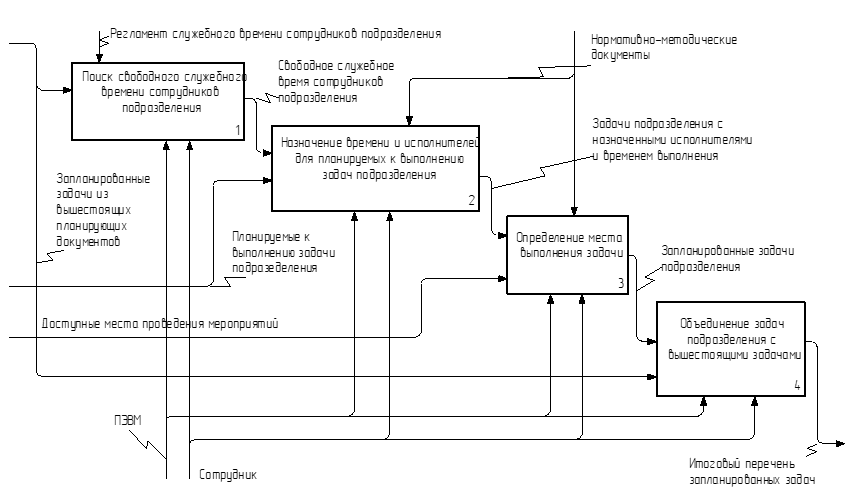 Регламент служебного времени сотрудников подразделения
Поиск свободного служебного
времени сотрудников
подразделения
1
Свободное служебное
время сотрудников
подразделения
Нормативно-методические
документы
Назначение времени и исполнителей
для планируемых к выполнению
задач подразделения
2
Задачи подразделения с
назначенными исполнителями
и временем выполнения
Запланированные
задачи из
вышестоящих
планирующих
документов
Планируемые к
выполнению задачи
подразеделения
Определение места
выполнения задачи
3
Запланированные задачи
подразделения
Доступные места проведения мероприятий
Объединение задач
подразделения с
вышестоящими задачами
4
ПЭВМ
Сотрудник
Итоговый перечень
запланированных задач